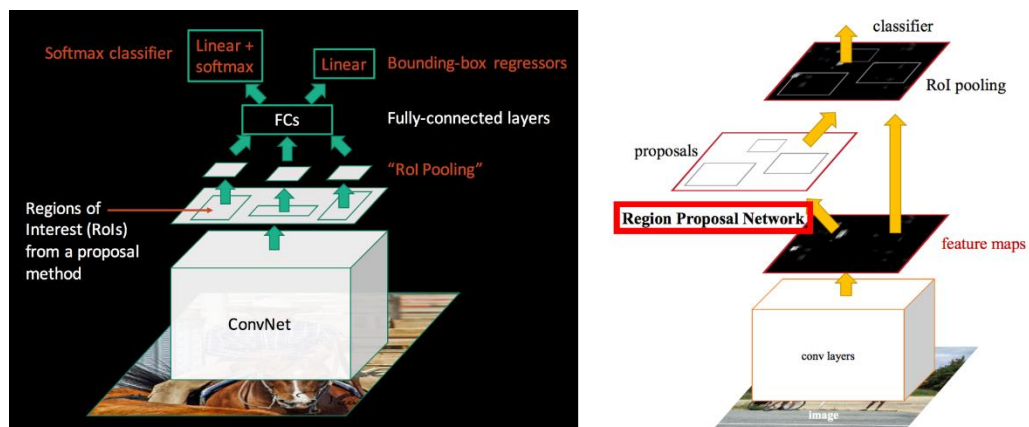 Softmax classifier
Linear +
softmax
Linear
Bounding-box regressors
FCs
Fully-connected layers
"RoI Pooling"
Regions of
Interest (RoIs)
from a proposal
method
ConvNet
classifier
RoI pooling
proposals
Region Proposal Network
feature maps
conv layers
image